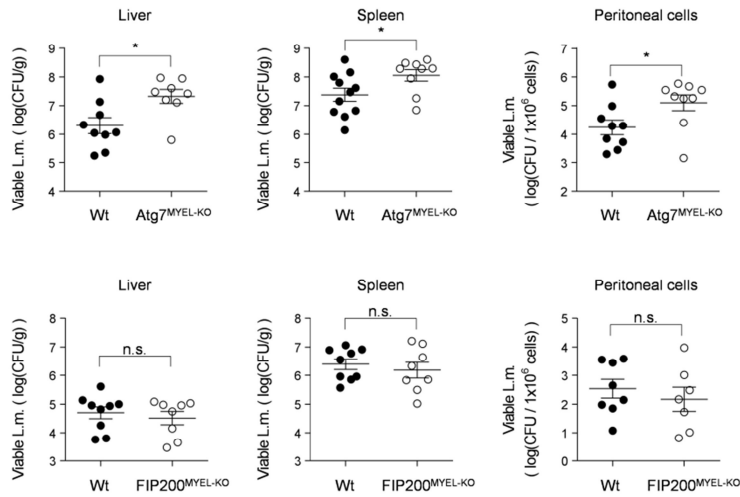 Liver
Spleen
Peritoneal cells
Viable L.m. ( log(CFU/g) )
9
8
7
6
5
4
*
Wt
Atg7MYEL-KO
Viable L.m. ( log(CFU/g) )
9
8
7
6
5
4
*
Wt
Atg7MYEL-KO
Viable L.m.
( log(CFU / 1x10⁶ cells) )
7
6
5
4
3
2
*
Wt
Atg7MYEL-KO
Liver
Spleen
Peritoneal cells
Viable L.m. ( log(CFU/g) )
8
7
6
5
4
3
n.s.
Wt
FIP200MYEL-KO
Viable L.m. ( log(CFU/g) )
8
7
6
5
4
3
n.s.
Wt
FIP200MYEL-KO
Viable L.m.
( log(CFU / 1x10⁶ cells) )
5
4
3
2
1
0
n.s.
Wt
FIP200MYEL-KO